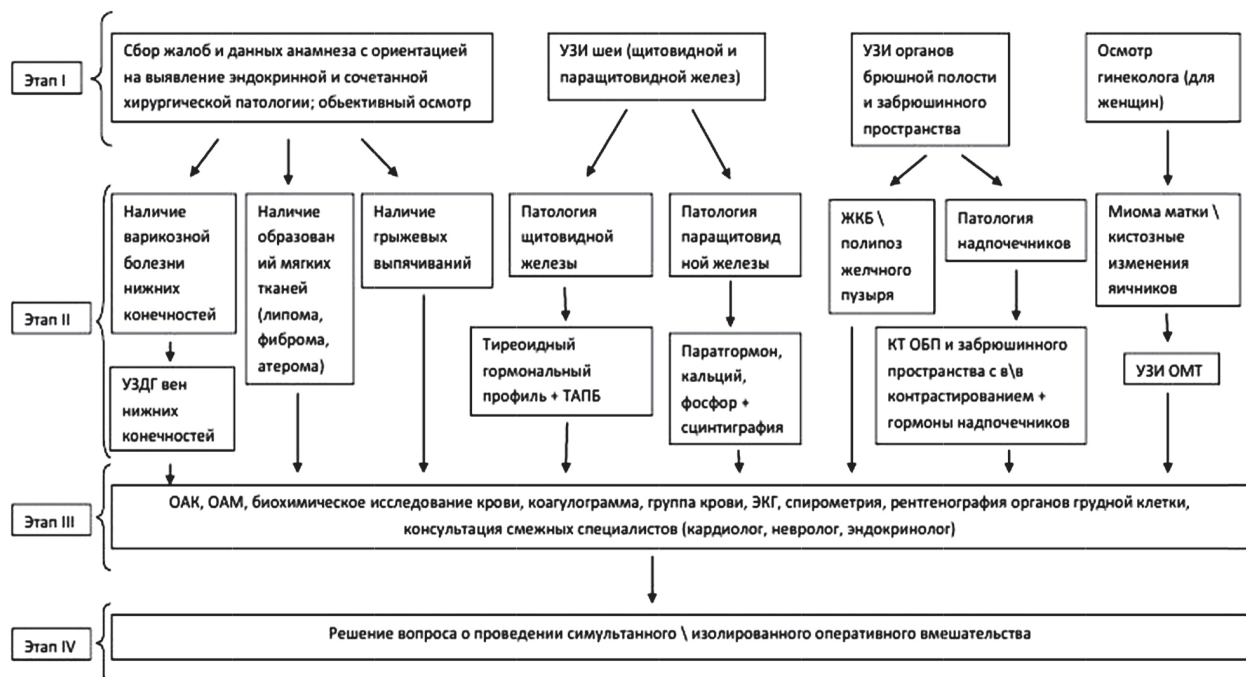 Этап I
Сбор жалоб и данных анамнеза с ориентацией
на выявление эндокринной и сочетанной
хирургической патологии; обьективный осмотр
УЗИ шеи (щитовидной и
паращитовидной желез)
УЗИ органов
брюшной полости
и забрюшинного
пространства
Осмотр
гинеколога (для
женщин)
Этап II
Наличие
варикозной
болезни
нижних
конечностей
Наличие
образован
ий мягких
тканей
(липома,
фиброма,
атерома)
Наличие
грыжевых
выпячиваний
Патология
щитовидной
железы
Патология
паращитовид
ной железы
ЖКБ \
полипоз
желчного
пузыря
Патология
надпочечников
Миома матки \
кистозные
изменения
яичников
УЗДГ вен
нижних
конечностей
Тиреоидный
гормональный
профиль + ТАПБ
Паратгормон,
кальций,
фосфор +
сцинтиграфия
КТ ОБП и забрюшинного
пространства с в\в
контрастированием +
гормоны надпочечников
УЗИ ОМТ
Этап III
ОАК, ОАМ, биохимическое исследование крови, коагулограмма, группа крови, ЭКГ, спирометрия, рентгенография органов грудной клетки,
консультация смежных специалистов (кардиолог, невролог, эндокринолог)
Этап IV
Решение вопроса о проведении симультанного \ изолированного оперативного вмешательства